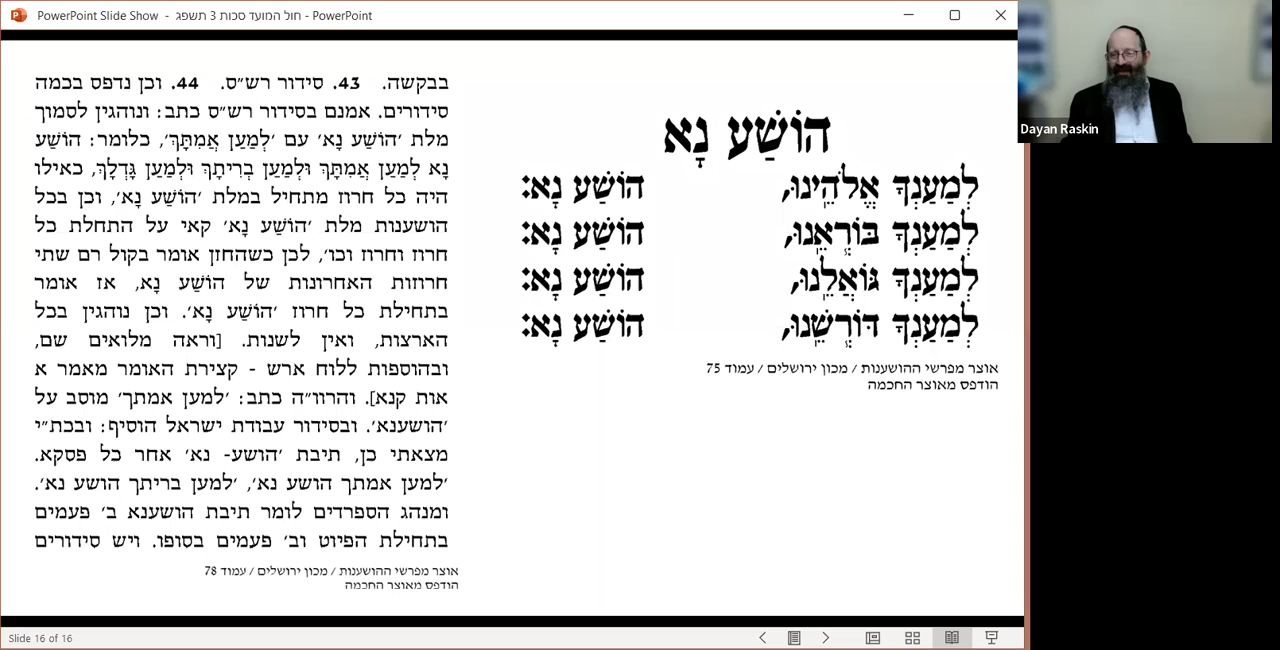 PowerPoint Slide Show - חול המועד סכות 3 תשפג - PowerPoint
Dayan Raskin
הוֹשַׁע נָא
לְמַעַנְךָ אֱלֹהֵינוּ, הוֹשַׁע נָא:
לְמַעַנְךָ בּוֹרְאֵנוּ, הוֹשַׁע נָא:
לְמַעַנְךָ גּוֹאֲלֵנוּ, הוֹשַׁע נָא:
לְמַעַנְךָ דּוֹרְשֵׁנוּ, הוֹשַׁע נָא:
אוצר מפרשי ההושענות / מכון ירושלים / עמוד 75
הודפס מאוצר החכמה
בבקשה. 43. סידור רש״ס. 44. וכן נדפס בכמה
סידורים. אמנם בסידור רש״ס כתב: ונוהגין לסמוך
מלת ׳הוֹשַׁע נָא׳ עם ׳לְמַעַן אֲמִתָּךְ׳, כלומר: הוֹשַׁע
נָא לְמַעַן אֲמִתָּךְ וּלְמַעַן בְּרִיתָךְ וּלְמַעַן גָּדְלָךְ, כאילו
היה כל חרוז מתחיל במלת ׳הוֹשַׁע נָא׳, וכן בכל
הושענות מלת ׳הוֹשַׁע נָא׳ קאי על התחלת כל
חרוז וחרוז וכו׳, לכן כשהחזן אומר בקול רם שתי
חרוזות האחרונות של הוֹשַׁע נָא, אז אומר
בתחילת כל חרוז ׳הוֹשַׁע נָא׳. וכן נוהגין בכל
הארצות, ואין לשנות. [וראה מלואים שם,
ובהוספות ללוח ארש - קצירת האומר מאמר א
אות קנא]. והרוו״ה כתב: ׳למען אמתך׳ מוסב על
׳הושענא׳. ובסידור עבודת ישראל הוסיף: ובכת״י
מצאתי כן, תיבת ׳הושע- נא׳ אחר כל פסקא.
׳למען אמתך הושע נא׳, ׳למען בריתך הושע נא׳.
ומנהג הספרדים לומר תיבת הושענא ב׳ פעמים
בתחילת הפיוט וב׳ פעמים בסופו. ויש סידורים
אוצר מפרשי ההושענות / מכון ירושלים / עמוד 78
הודפס מאוצר החכמה
Slide 16 of 16